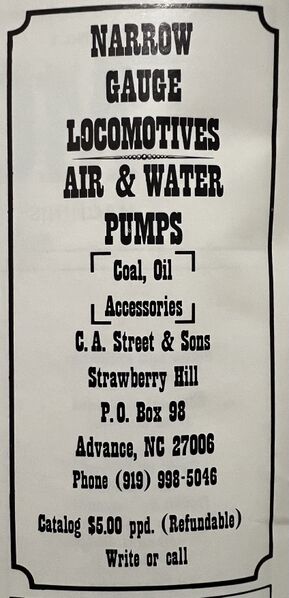 NARROW
GAUGE
LOCOMOTIVES
AIR & WATER
PUMPS
Coal, Oil
Accessories
C. A. Street & Sons
Strawberry Hill
P.O. Box 98
Advance, NC 27006
Phone (919) 998-5046
Catalog $5.00 ppd. (Refundable)
Write or call